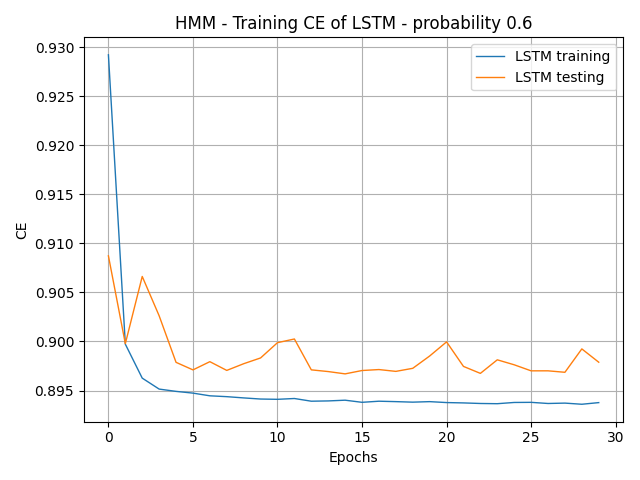 HMM - Training CE of LSTM - probability 0.6
LSTM training
LSTM testing
0.930
0.925
0.920
0.915
0.910
0.905
0.900
0.895
CE
0 5 10 15 20 25 30
Epochs